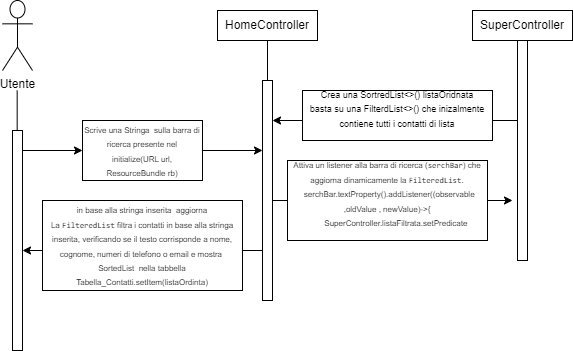 HomeController
SuperController
Utente
Crea una SortredList<>() listaOridnata
basta su una FilterdList<>() che inizalmente
contiene tutti i contatti di lista
Scrive una Stringa sulla barra di
ricerca presente nel
initialize(URL url,
ResourceBundle rb)
Attiva un listener alla barra di ricerca (serchBar) che
aggiorna dinamicamente la FilteredList.
serchBar.textProperty().addListener((observable
,oldValue , newValue)->{
SuperController.listaFiltrata.setPredicate
in base alla stringa inserita aggiorna
La FilteredList filtra i contatti in base alla stringa
inserita, verificando se il testo corrisponde a nome,
cognome, numeri di telefono o email e mostra
SortedList nella tabbella
Tabella_Contatti.setItem(listaOrdinta)